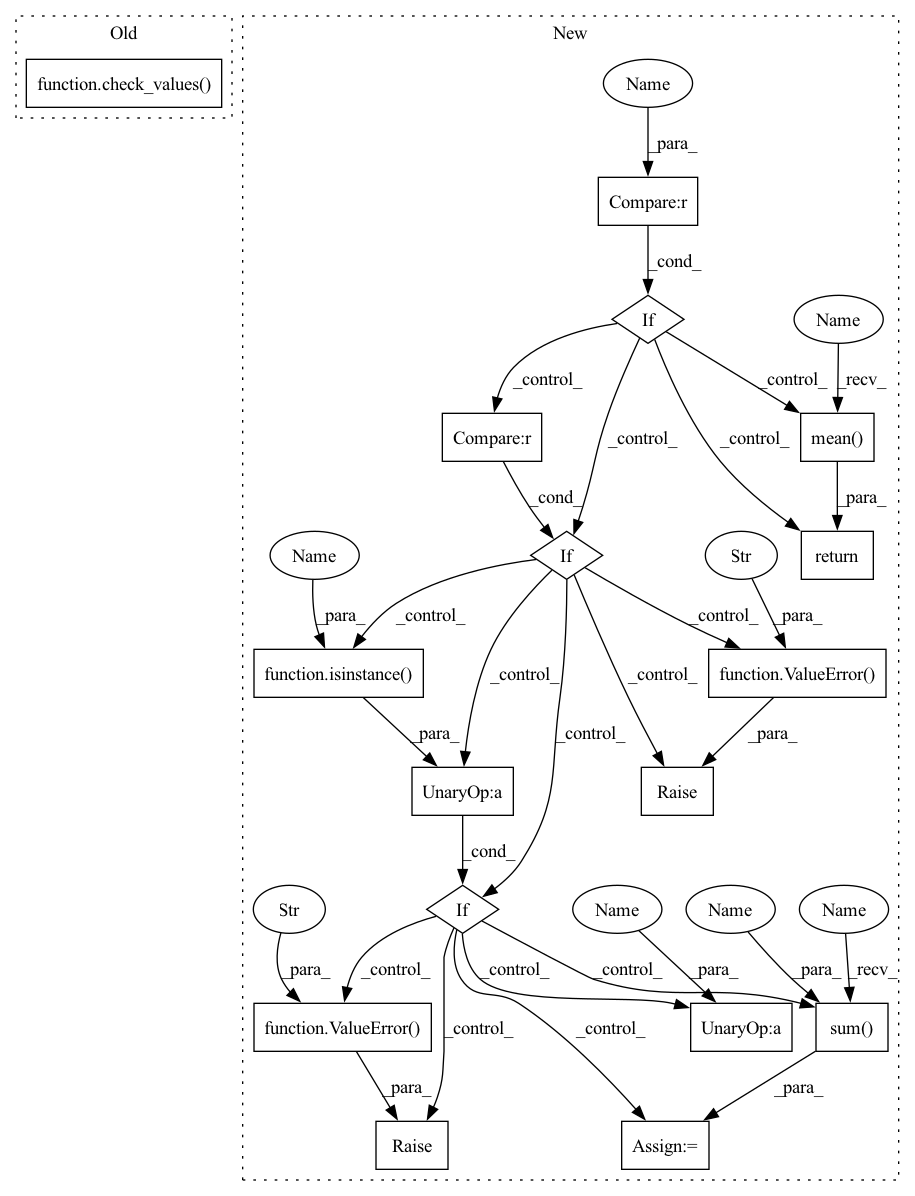 Old
New
function.check_values()
Name
_para_
Compare:r
_cond_
If
Name
_control_
_control_
_control_
_recv_
Compare:r
_control_
mean()
_cond_
_para_
Name
If
Str
return
_para_
_control_
_control_
_para_
function.isinstance()
_control_
_control_
function.ValueError()
_para_
_control_
_para_
UnaryOp:a
Raise
_cond_
Str
If
Name
Name
Name
_para_
_control_
_control_
_control_
_para_
_para_
_recv_
function.ValueError()
_control_
_control_
UnaryOp:a
sum()
_para_
_para_
Raise
Assign:=